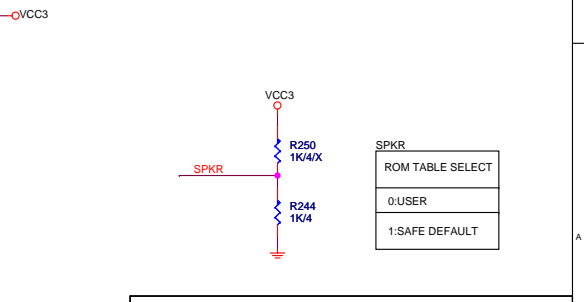 VCC3
VCC3
R250
1K/4/X
SPKR
R244
1K/4
SPKR
ROM TABLE SELECT
0:USER
1:SAFE DEFAULT
A